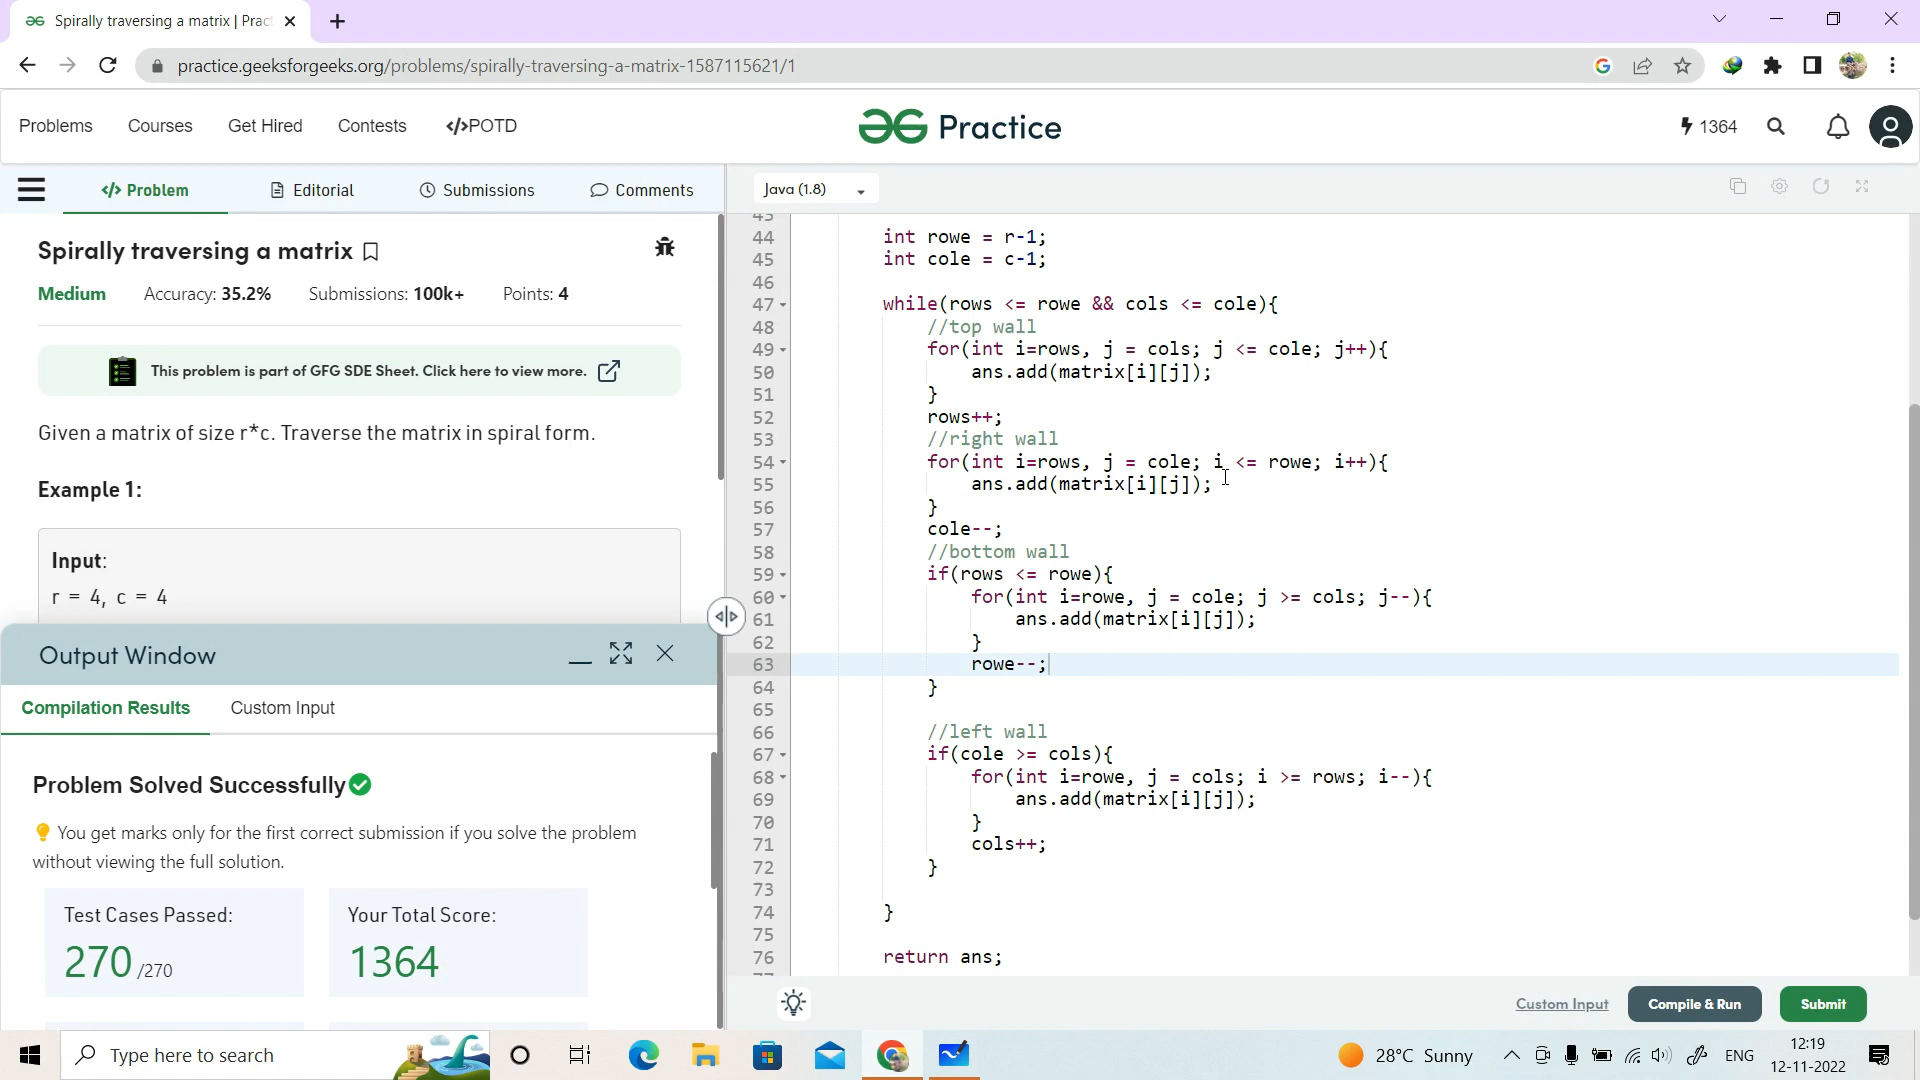 Spirally traversing a matrix | Prac
practice.geeksforgeeks.org/problems/spirally-traversing-a-matrix-1587115621/1
Problems Courses Get Hired Contests </>POTD
Practice
1364
</> Problem Editorial Submissions Comments
Java (1.8)
Spirally traversing a matrix
Medium Accuracy: 35.2% Submissions: 100k+ Points: 4
This problem is part of GFG SDE Sheet. Click here to view more.
Given a matrix of size r*c. Traverse the matrix in spiral form.
Example 1:
Input:
r = 4, c = 4
Output Window
Compilation Results Custom Input
Problem Solved Successfully
You get marks only for the first correct submission if you solve the problem
without viewing the full solution.
Test Cases Passed:
270 /270
Your Total Score:
1364
43
44 int rowe = r-1;
45 int cole = c-1;
46
47 while(rows <= rowe && cols <= cole){
48 //top wall
49 for(int i=rows, j = cols; j <= cole; j++){
50 ans.add(matrix[i][j]);
51 }
52 rows++;
53 //right wall
54 for(int i=rows, j = cole; i <= rowe; i++){
55 ans.add(matrix[i][j]);
56 }
57 cole--;
58 //bottom wall
59 if(rows <= rowe){
60 for(int i=rowe, j = cole; j >= cols; j--){
61 ans.add(matrix[i][j]);
62 }
63 rowe--;
64 }
65
66 //left wall
67 if(cole >= cols){
68 for(int i=rowe, j = cols; i >= rows; i--){
69 ans.add(matrix[i][j]);
70 }
71 cols++;
72 }
73
74 }
75
76 return ans;
Custom Input Compile & Run Submit
Type here to search
28°C Sunny
ENG
12:19
12-11-2022